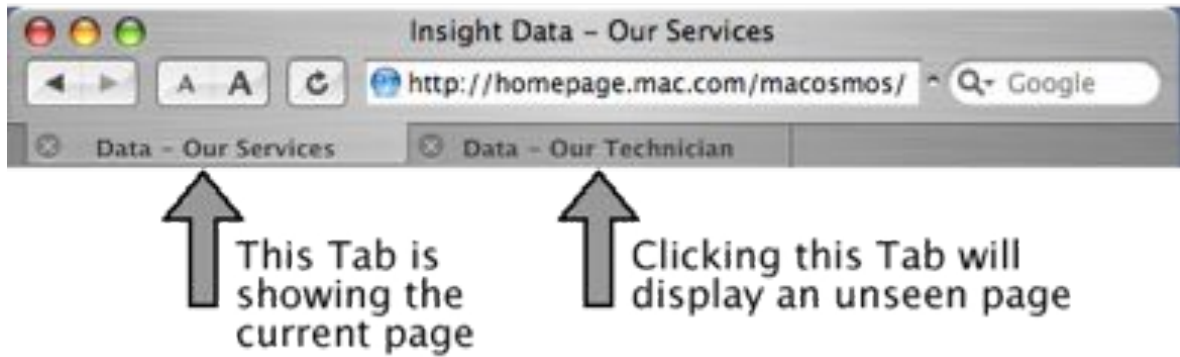 Insight Data – Our Services
A A http://homepage.mac.com/macosmos/ Google
Data – Our Services Data – Our Technician
This Tab is
showing the
current page
Clicking this Tab will
display an unseen page